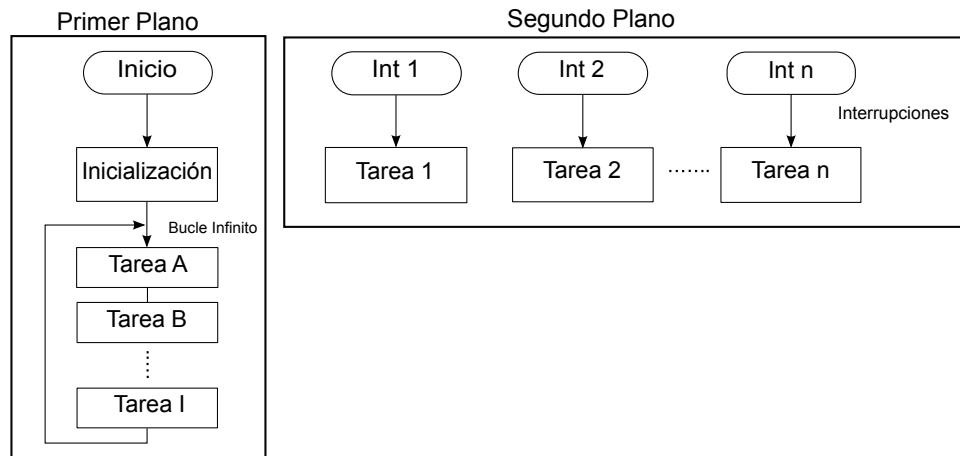 Primer Plano
Inicio
Inicialización
Bucle Infinito
Tarea A
Tarea B
Tarea I
Segundo Plano
Int 1
Int 2
Int n
Interrupciones
Tarea 1
Tarea 2
.......
Tarea n